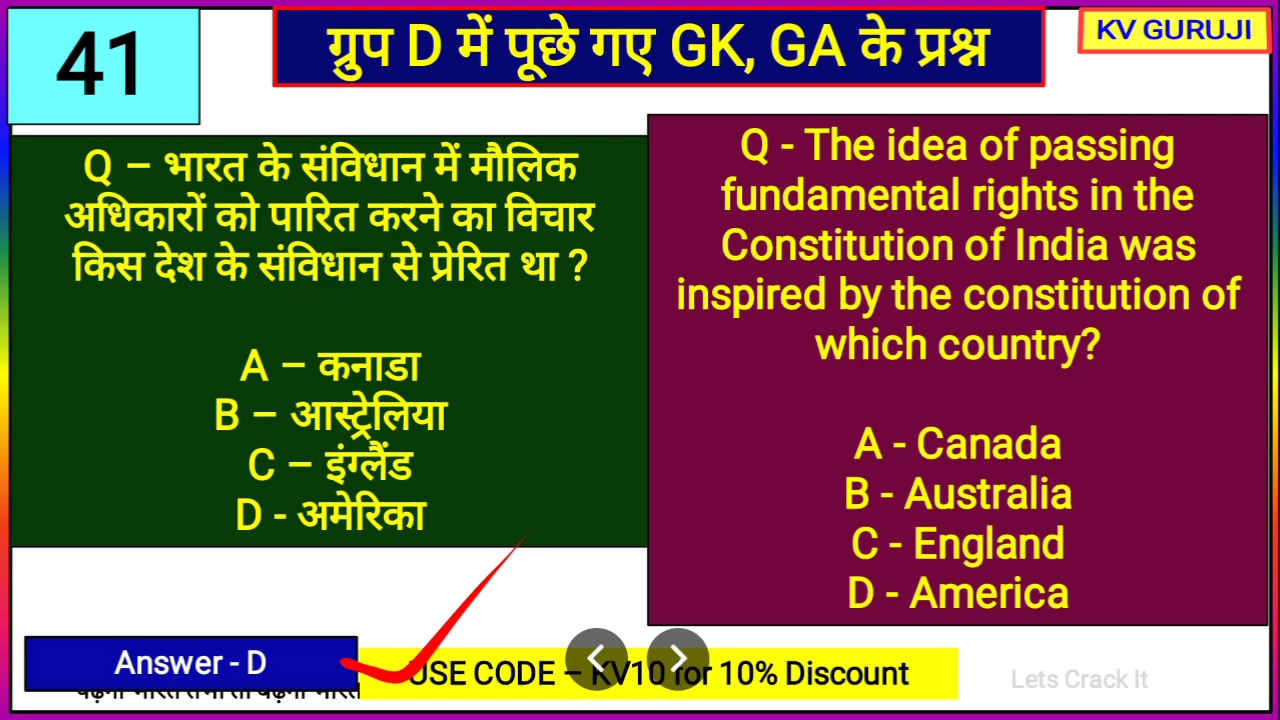 41
ग्रुप D में पूछे गए GK, GA के प्रश्न
KV GURUJI
Q – भारत के संविधान में मौलिक
अधिकारों को पारित करने का विचार
किस देश के संविधान से प्रेरित था ?
A – कनाडा
B – आस्ट्रेलिया
C – इंग्लैंड
D - अमेरिका
Q - The idea of passing
fundamental rights in the
Constitution of India was
inspired by the constitution of
which country?
A - Canada
B - Australia
C - England
D - America
Answer - D
USE CODE – KV10 for 10% Discount
Lets Crack It